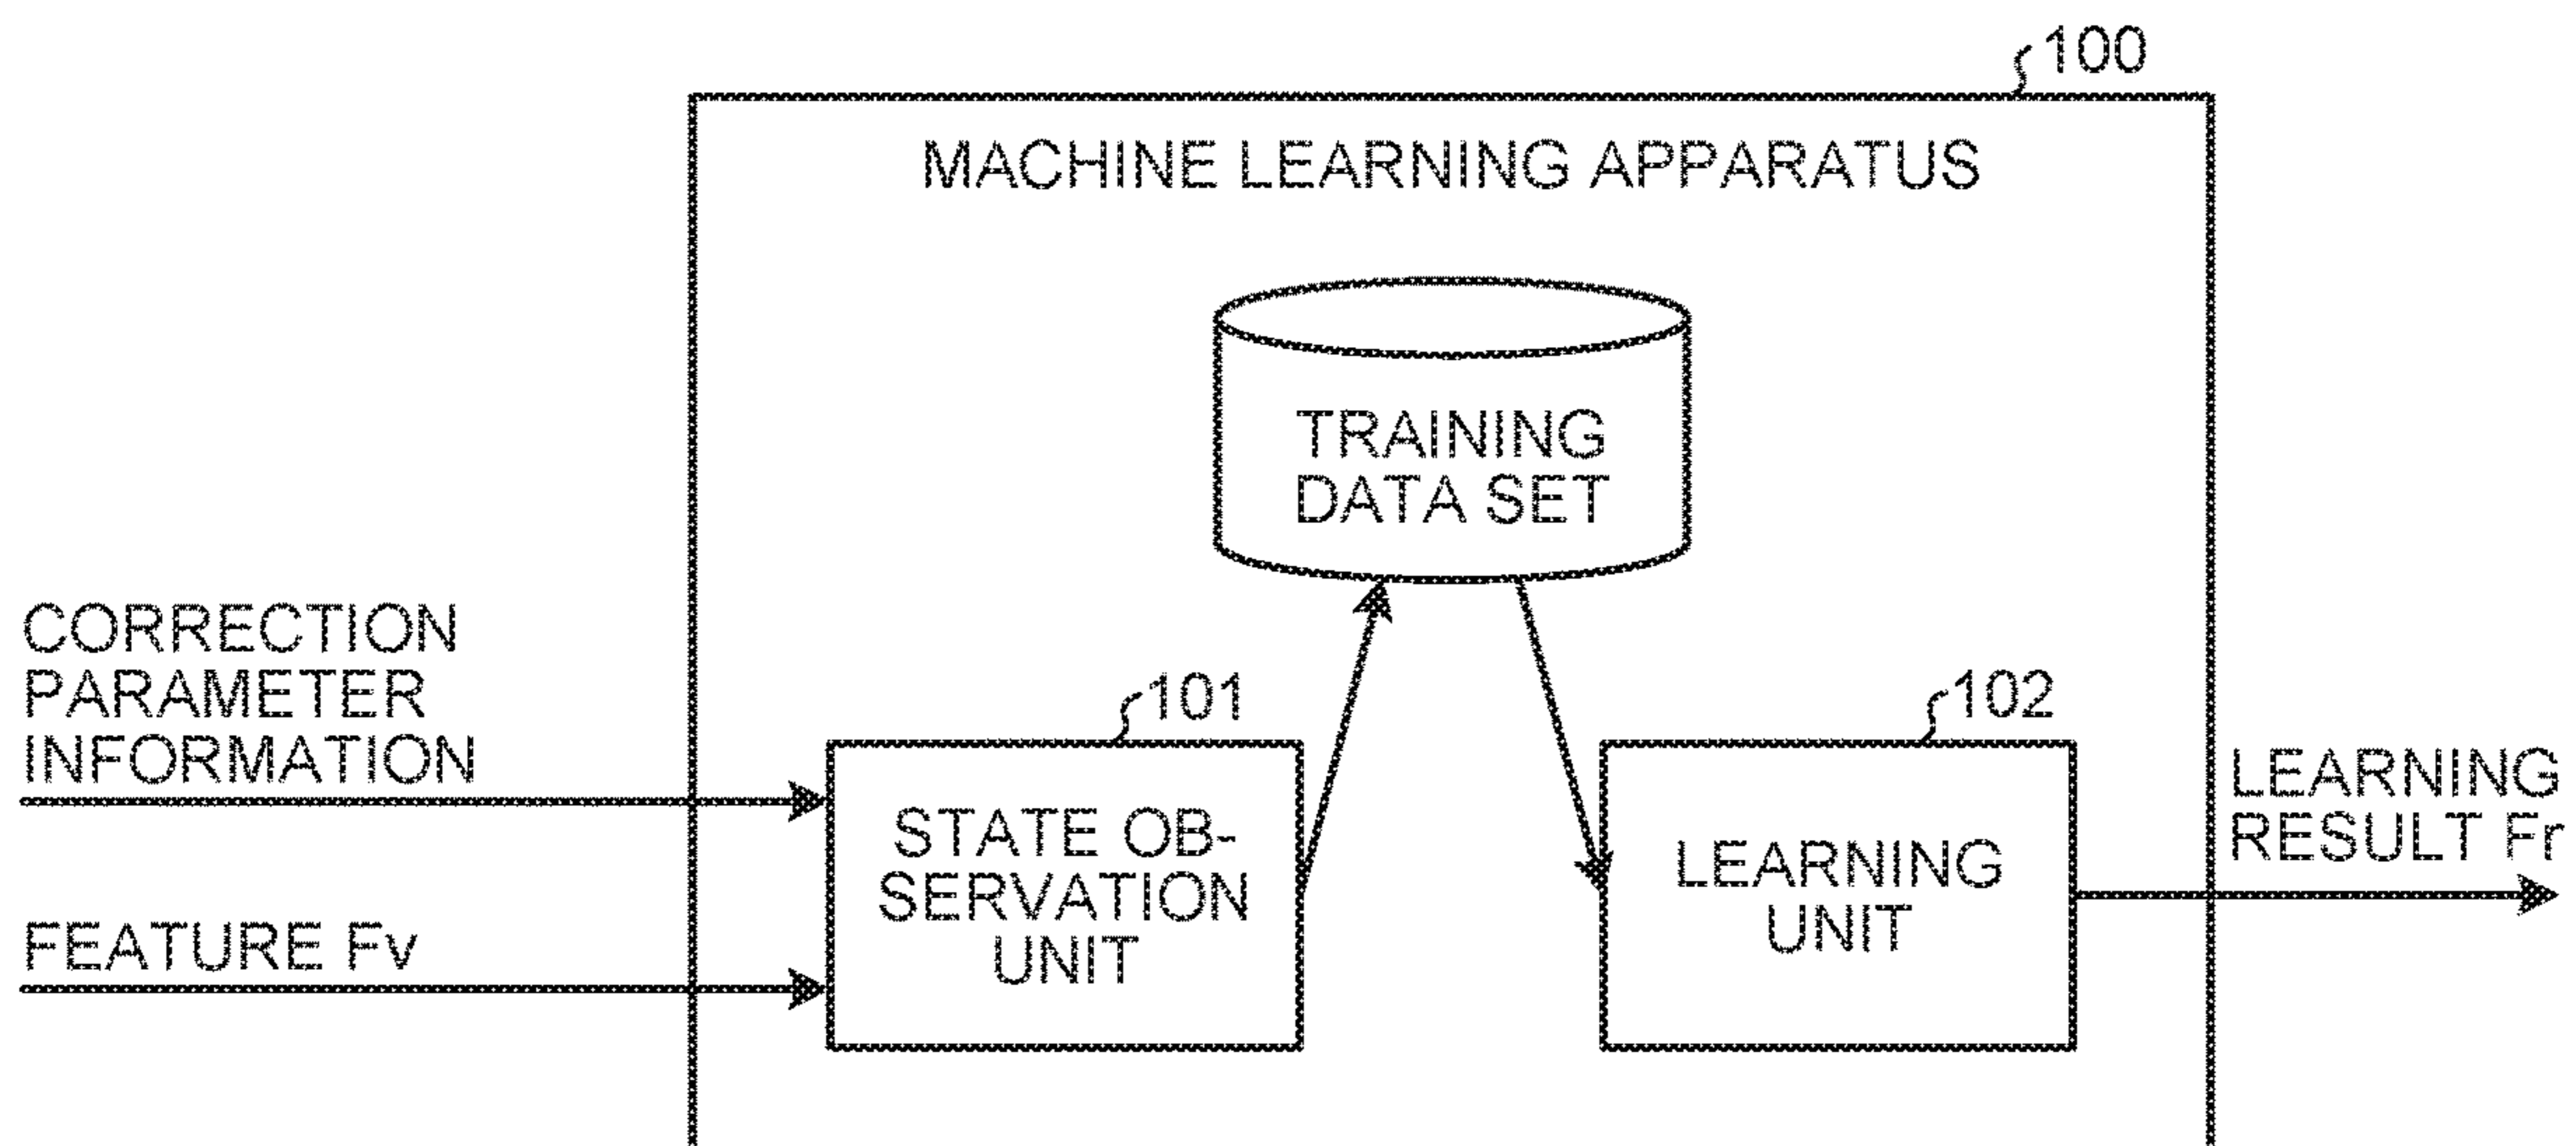 100
MACHINE LEARNING APPARATUS
TRAINING
DATA SET
CORRECTION
PARAMETER
INFORMATION
FEATURE Fv
101
STATE OB-
SERVATION
UNIT
102
LEARNING
UNIT
LEARNING
RESULT Fr